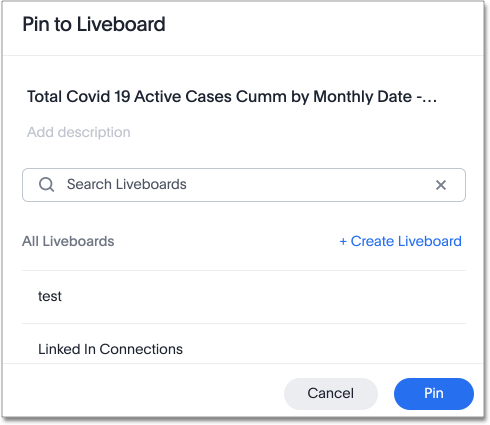 Pin to Liveboard
Total Covid 19 Active Cases Cumm by Monthly Date -...
Add description
Search Liveboards
All Liveboards
+ Create Liveboard
test
Linked In Connections
Cancel
Pin